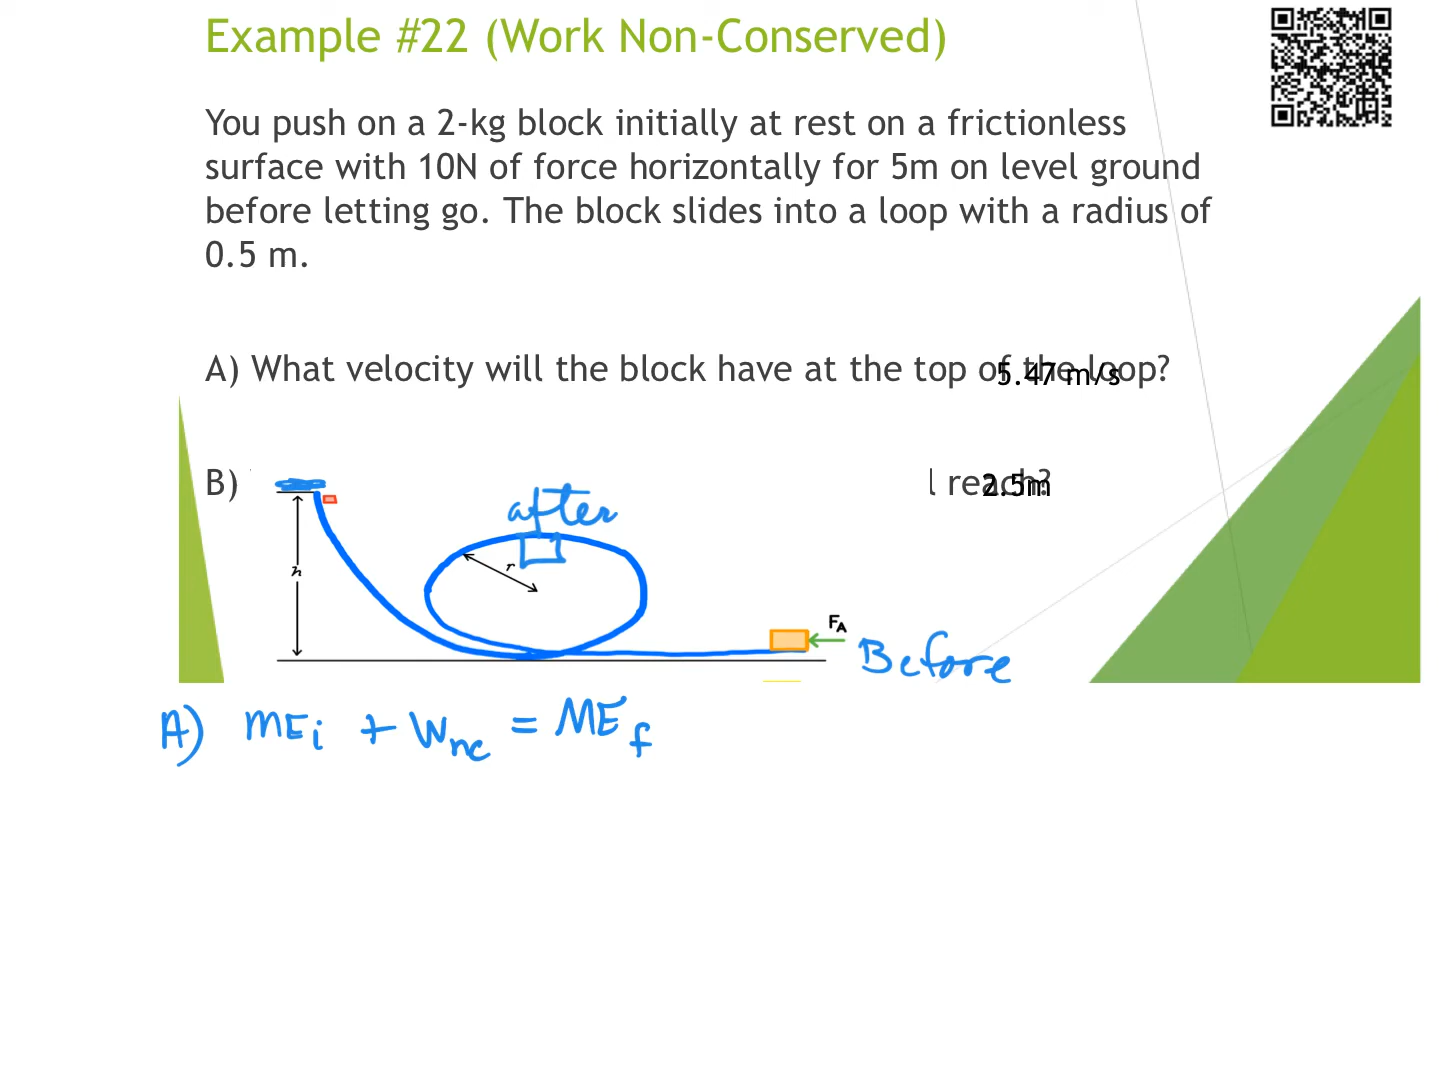 Example #22 (Work Non-Conserved)
You push on a 2-kg block initially at rest on a frictionless
surface with 10N of force horizontally for 5m on level ground
before letting go. The block slides into a loop with a radius of
0.5 m.
A) What velocity will the block have at the top of the loop?
5.47 m/s
B)
reach?
2.5m
after
h
r
FA
Before
A) MEi + Wnc = MEf